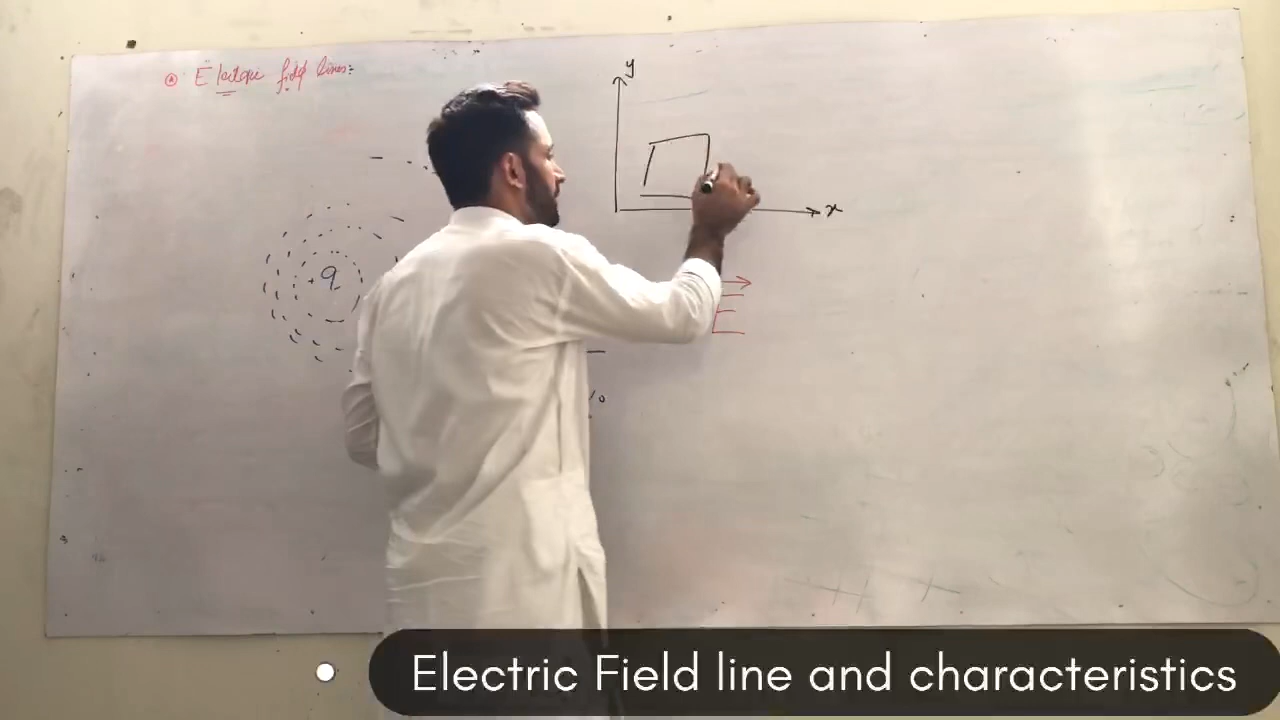 Electric field lines:
y
x
+q
E
Electric Field line and characteristics